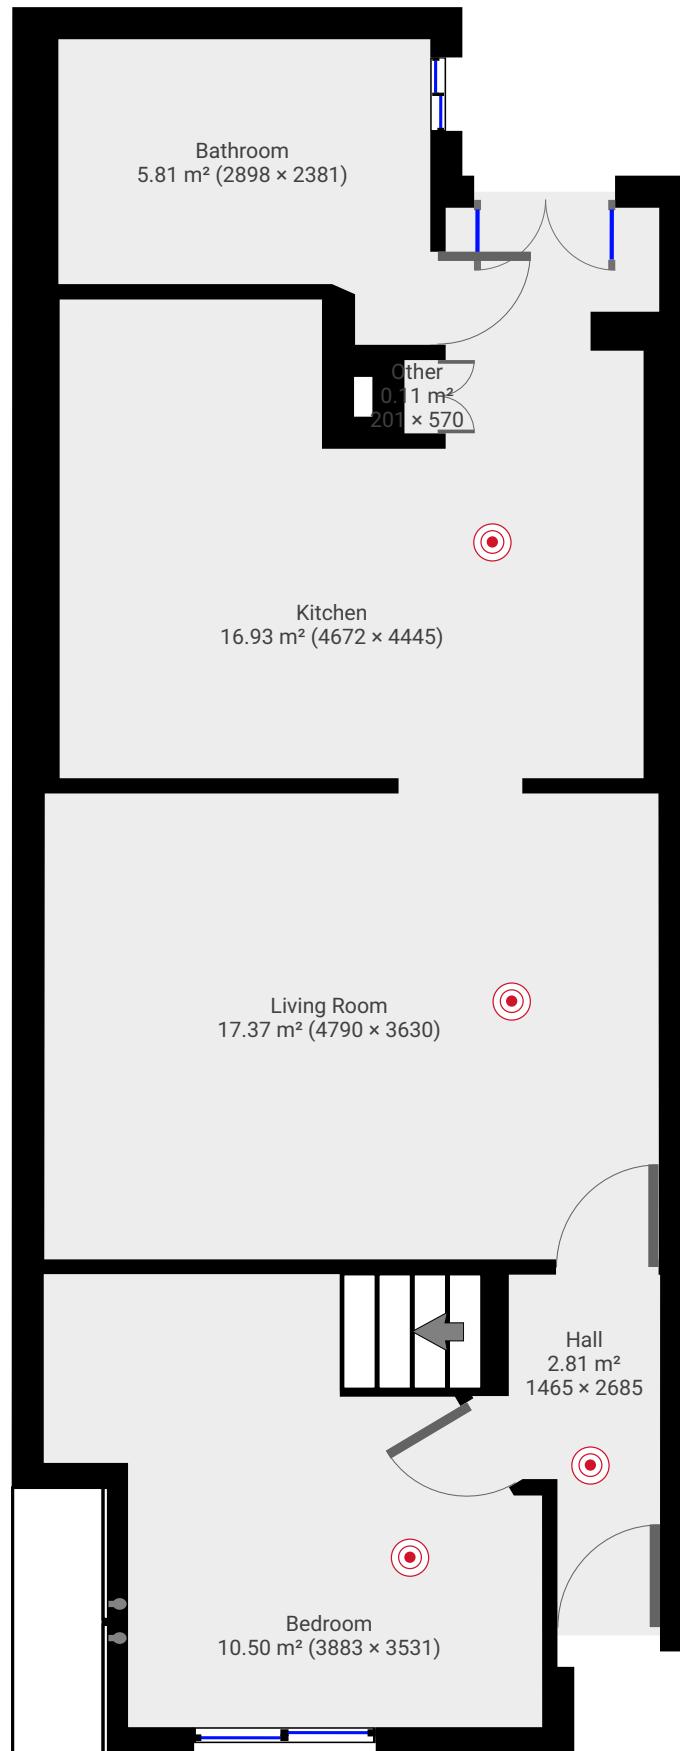 Bathroom
5.81 m² (2898 × 2381)
Other
0.11 m²
201 × 570
Kitchen
16.93 m² (4672 × 4445)
Living Room
17.37 m² (4790 × 3630)
Hall
2.81 m²
1465 × 2685
Bedroom
10.50 m² (3883 × 3531)